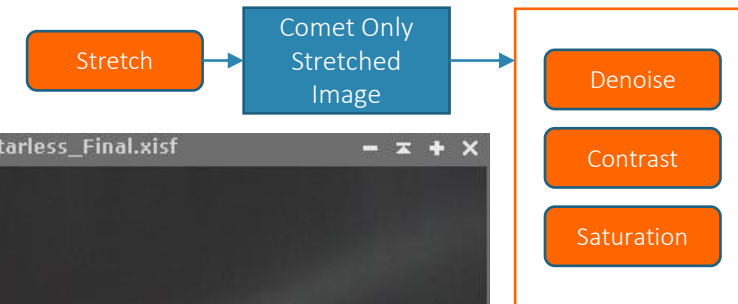 Stretch
Comet Only
Stretched
Image
Denoise
Contrast
Saturation
tarless_Final.xisf